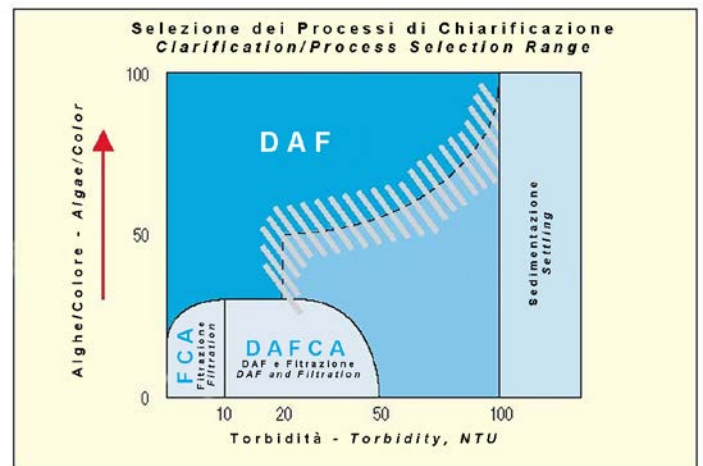 Selezione dei Processi di Chiarificazione
Clarification/Process Selection Range
100
50
0
Alghe/Colore - Algae/Color
DAF
FCA
Filtrazione
Filtration
DAFCA
DAF e Fitrazione
DAF and Filtration
Sedimentazione
Settling
10 20 50 100
Torbidità - Torbidity, NTU